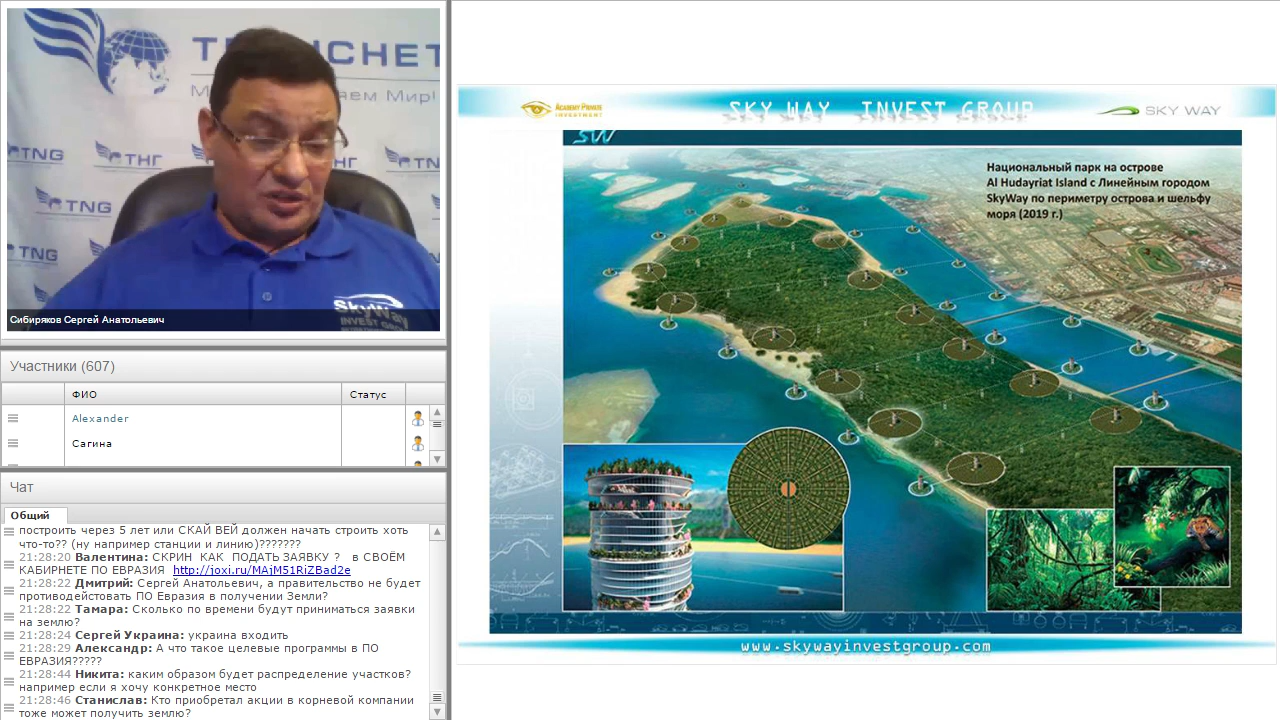 TNG
ТНГ
TNG
TNG
SkyWay
INVEST GROUP
Сибиряков Сергей Анатольевич
Участники (607)
ФИО
Статус
Alexander
Сагина
Чат
Общий
построить через 5 лет или СКАЙ ВЕЙ должен начать строить хоть
что-то?? (ну например станции и линию)???????
21:28:20 Валентина: СКРИН КАК ПОДАТЬ ЗАЯВКУ ? в СВОЁМ
КАБИРНЕТЕ ПО ЕВРАЗИЯ http://joxi.ru/MAjM51RiZBad2e
21:28:22 Дмитрий: Сергей Анатольевич, а правительство не будет
противодейстовать ПО Евразия в получении Земли?
21:28:22 Тамара: Сколько по времени будут приниматься заявки
на землю?
21:28:24 Сергей Украина: украина входить
21:28:29 Александр: А что такое целевые программы в ПО
ЕВРАЗИЯ?????
21:28:44 Никита: каким образом будет распределение участков?
например если я хочу конкретное место
21:28:46 Станислав: Кто приобретал акции в корневой компании
тоже может получить землю?
ACADEMY PRIVATE
INVESTMENT
SKY WAY INVEST GROUP
SKY WAY
SW
Национальный парк на острове
Al Hudayriat Island с Линейным городом
SkyWay по периметру острова и шельфу
моря (2019 г.)
www.skywayinvestgroup.com